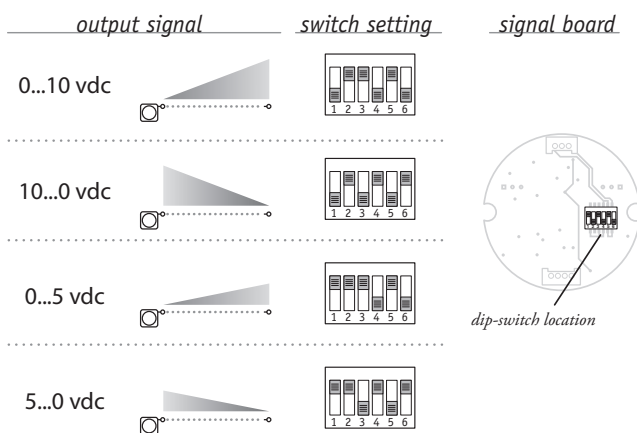 output signal switch setting signal board
0...10 vdc
1 2 3 4 5 6
10...0 vdc
1 2 3 4 5 6
0...5 vdc
1 2 3 4 5 6
dip-switch location
5...0 vdc
1 2 3 4 5 6